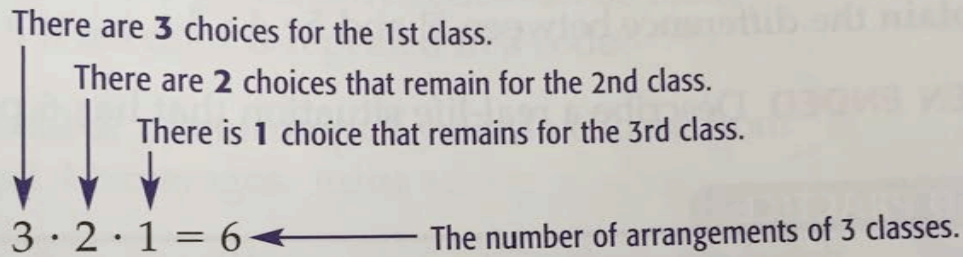 There are 3 choices for the 1st class.
There are 2 choices that remain for the 2nd class.
There is 1 choice that remains for the 3rd class.
3 · 2 · 1 = 6
The number of arrangements of 3 classes.